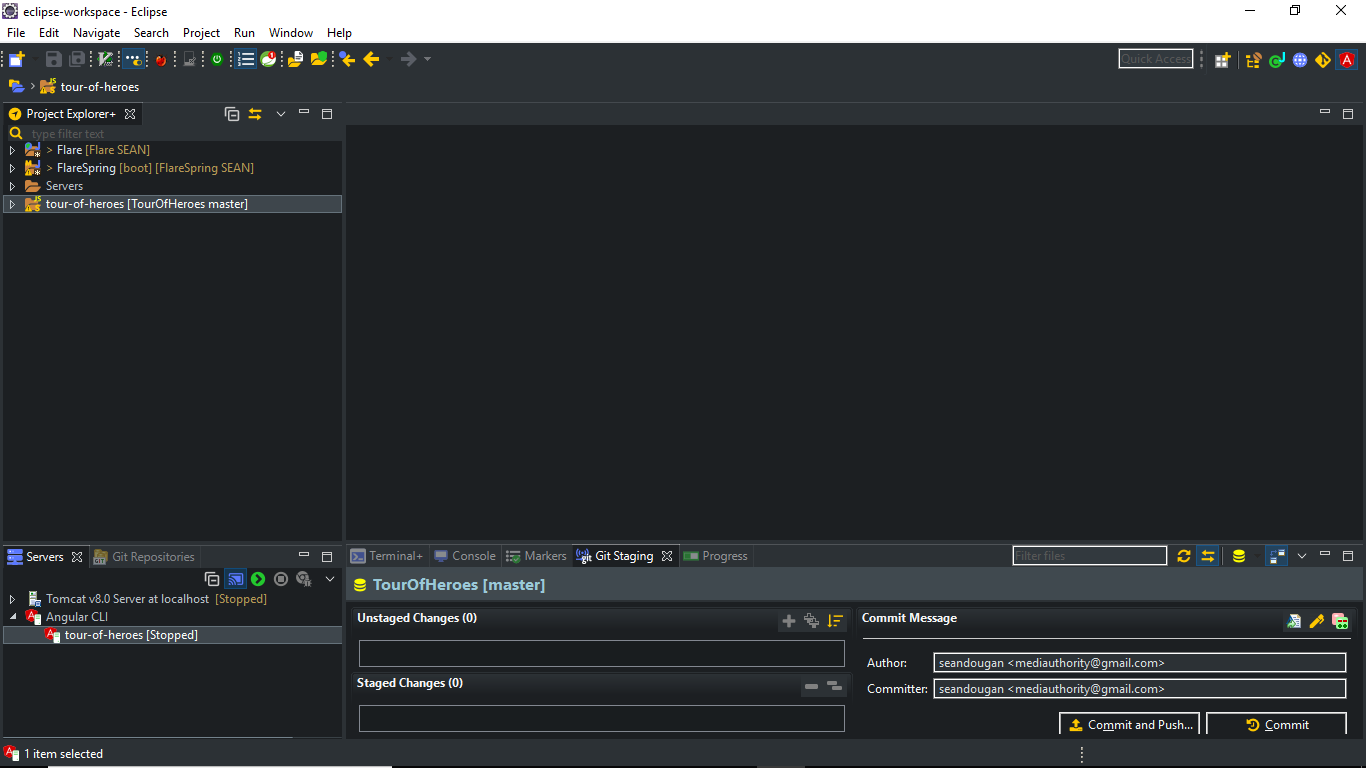 eclipse-workspace - Eclipse
File Edit Navigate Search Project Run Window Help
Quick Access
tour-of-heroes
Project Explorer+
type filter text
> Flare [Flare SEAN]
> FlareSpring [boot] [FlareSpring SEAN]
Servers
tour-of-heroes [TourOfHeroes master]
Servers Git Repositories
Tomcat v8.0 Server at localhost [Stopped]
Angular CLI
tour-of-heroes [Stopped]
Terminal+ Console Markers Git Staging Progress
Filter files
TourOfHeroes [master]
Unstaged Changes (0)
Staged Changes (0)
Commit Message
Author: seandougan <mediauthority@gmail.com>
Committer: seandougan <mediauthority@gmail.com>
Commit and Push... Commit
1 item selected